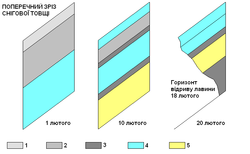 ПОПЕРЕЧНИЙ ЗРІЗ
СНІГОВОЇ ТОВЩІ
Горизонт
відриву лавини
18 лютого
1 лютого
10 лютого
20 лютого
1
2
3
4
5